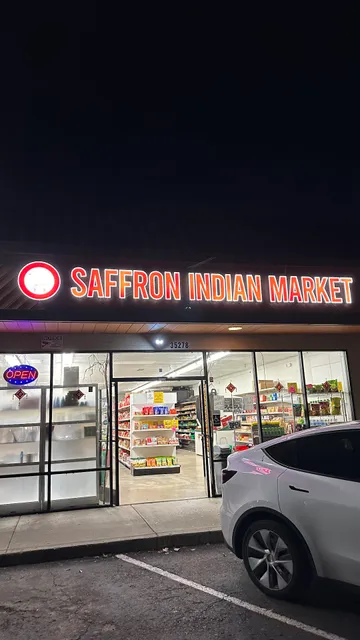 SAFFRON INDIAN MARKET
35278
OPEN